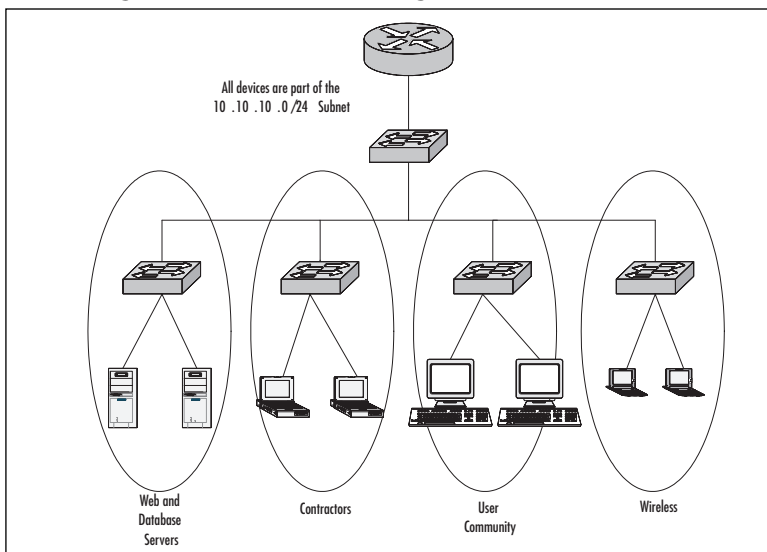 All devices are part of the
10 .10 .10 .0 /24 Subnet
Web and
Database
Servers
Contractors
User
Community
Wireless